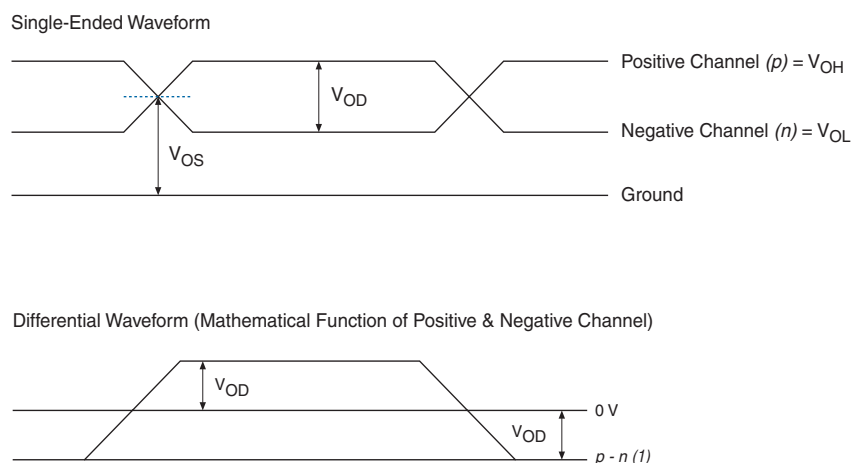 Single-Ended Waveform
Positive Channel (p) = VOH
VOD
Negative Channel (n) = VOL
VOS
Ground
Differential Waveform (Mathematical Function of Positive & Negative Channel)
VOD
0 V
VOD
p - n (1)